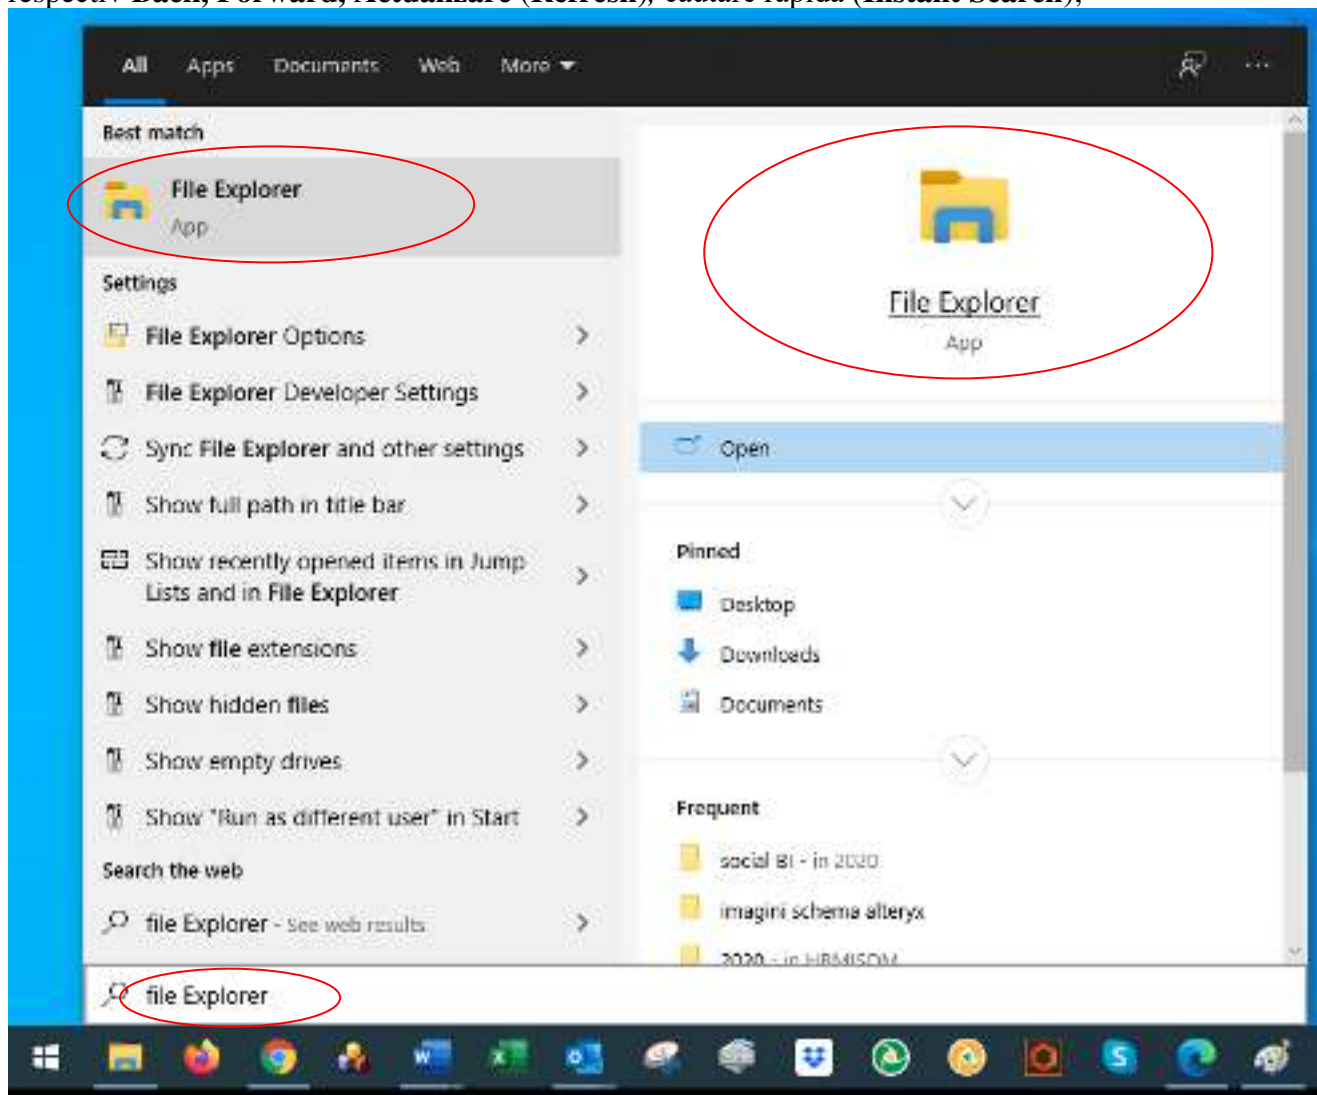 All Apps Documents Web More
Best match
File Explorer
App
Settings
File Explorer Options
File Explorer Developer Settings
Sync File Explorer and other settings
Show full path in title bar
Show recently opened items in Jump
Lists and in File Explorer
Show file extensions
Show hidden files
Show empty drives
Show "Run as different user" in Start
Search the web
file Explorer - See web results
File Explorer
App
Open
Pinned
Desktop
Downloads
Documents
Frequent
social BI - in 2020
imagini schema alteryx
2020 - in
file Explorer